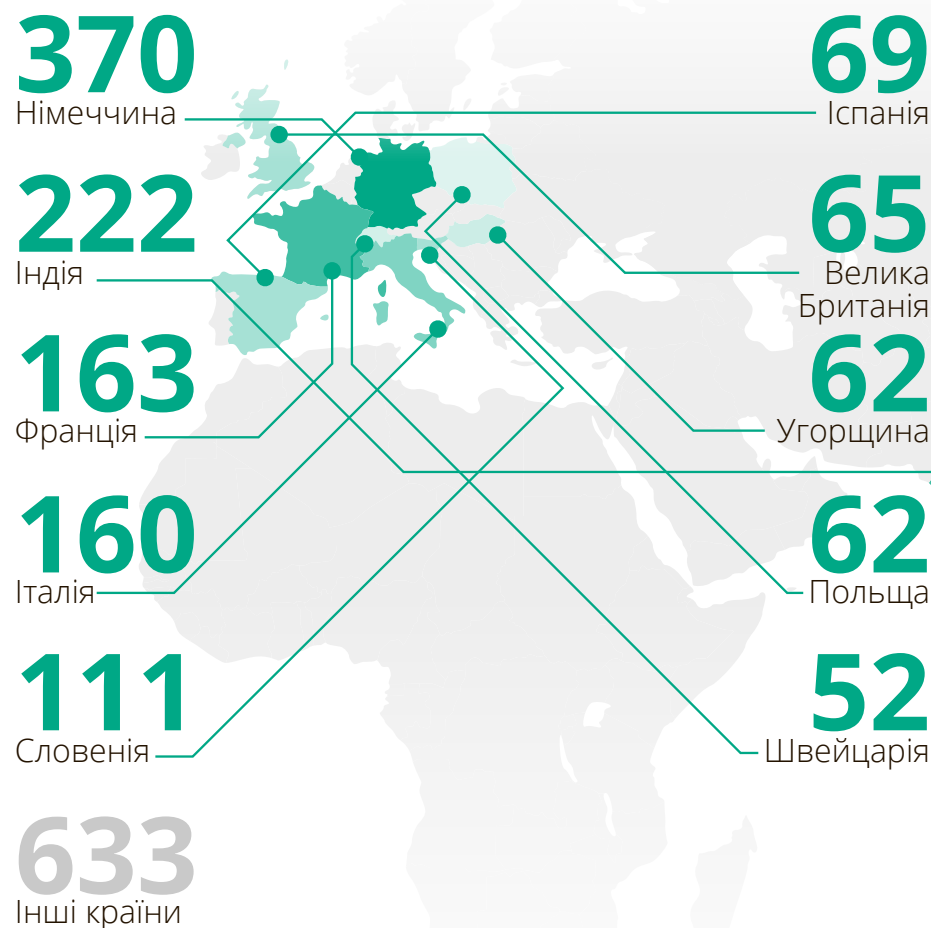 370
Німеччина
222
Індія
163
Франція
160
Італія
111
Словенія
633
Інші країни
69
Іспанія
65
Велика
Британія
62
Угорщина
62
Польща
52
Швейцарія